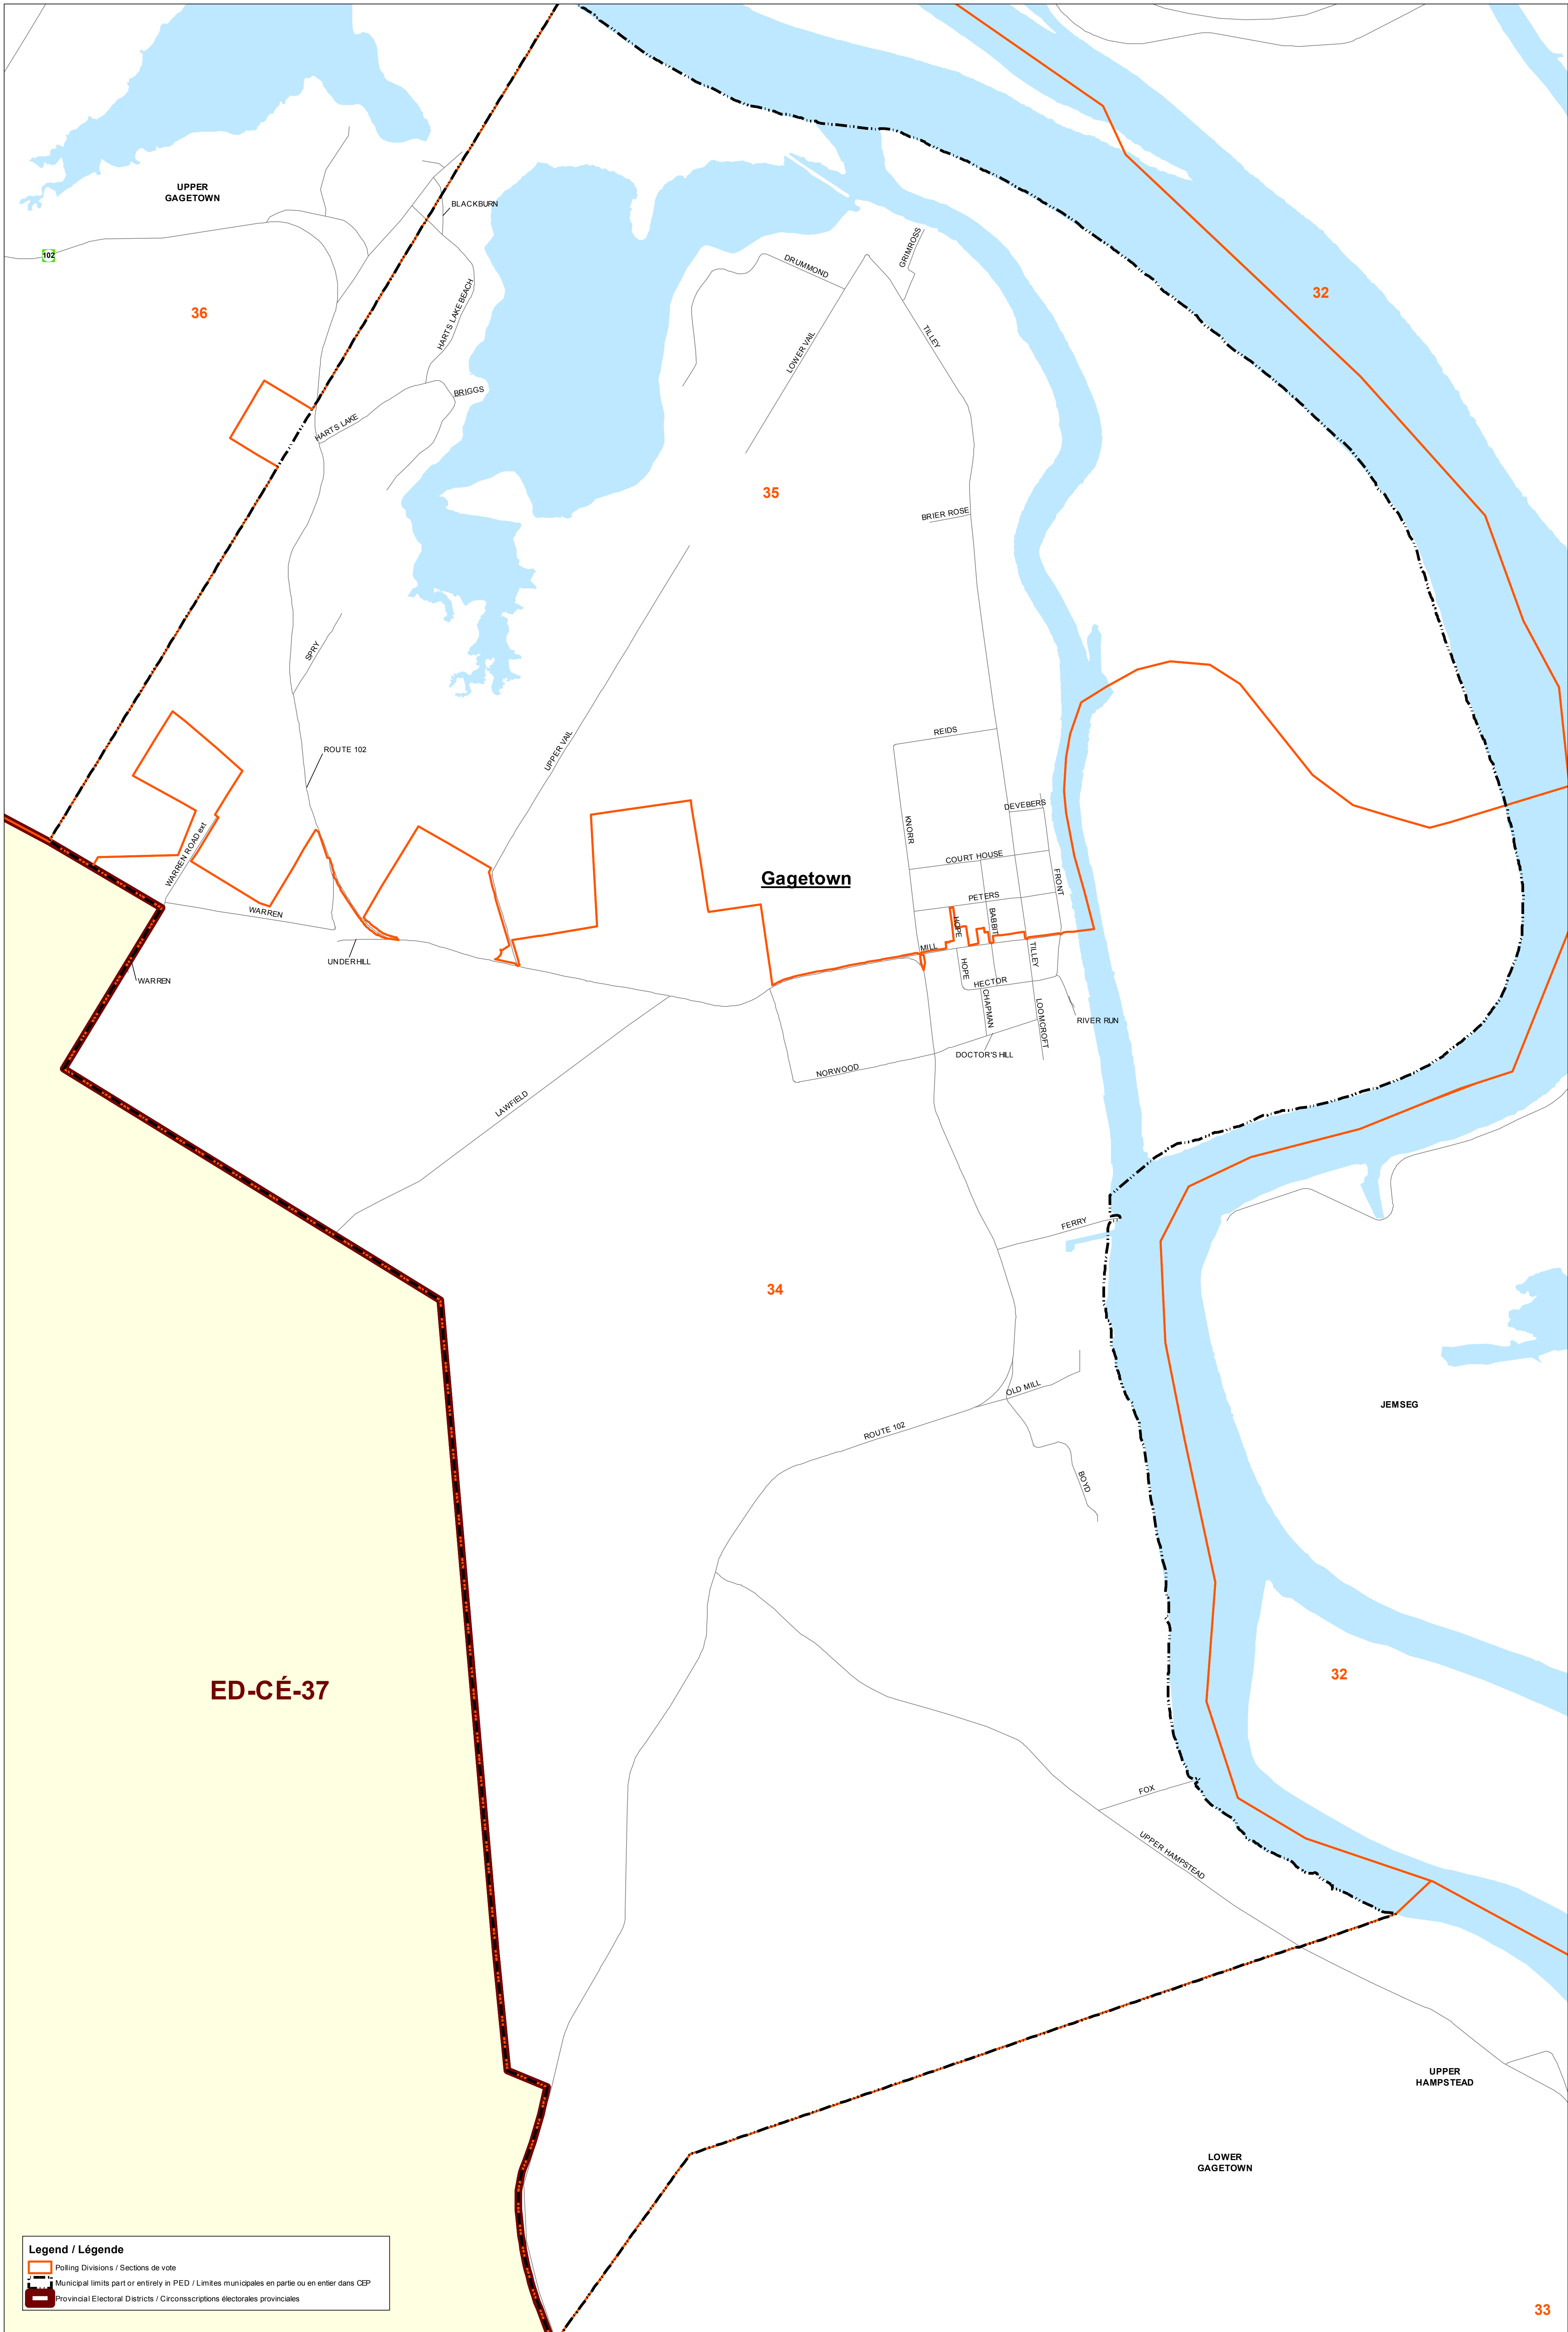 UPPER
GAGETOWN
BLACKBURN
GRIMROSS
102
DRUMMOND
32
36
HARTS LAKE BEACH
TILLEY
LOWER VAIL
BRIGGS
HARTS LAKE
35
BRIER ROSE
SPRY
REIDS
ROUTE 102
UPPER VAIL
DEVEBERS
KNORR
WARREN ROAD ext
COURT HOUSE
Gagetown
FRONT
PETERS
WARREN
HOPE
BABBIT
MILL
TILLEY
UNDERHILL
HOPE
WARREN
HECTOR
CHAPMAN
LOOMCROFT
RIVER RUN
DOCTOR'S HILL
NORWOOD
LAWFIELD
FERRY
34
OLD MILL
JEMSEG
ROUTE 102
BOYD
32
ED-CÉ-37
FOX
UPPER HAMPSTEAD
UPPER
HAMPSTEAD
LOWER
GAGETOWN
Legend / Légende
Polling Divisions / Sections de vote
Municipal limits part or entirely in PED / Limites municipales en partie ou en entier dans CEP
Provincial Electoral Districts / Circonsscriptions électorales provinciales
33